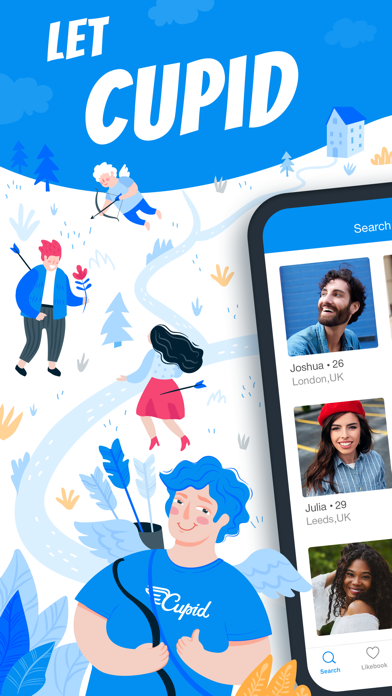 LET
CUPID
Search
Joshua • 26
London,UK
Julia • 29
Leeds,UK
Cupid
Search
Likebook